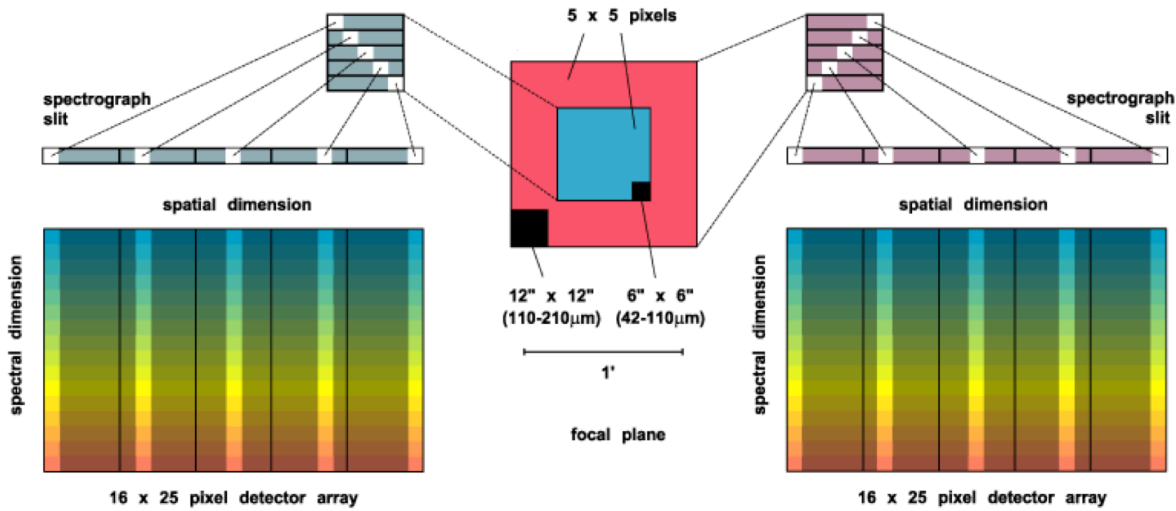 5 x 5 pixels
spectrograph
slit
spectrograph
slit
spatial dimension
spatial dimension
spectral dimension
spectral dimension
12" x 12"
(110-210µm)
6" x 6"
(42-110µm)
1'
focal plane
16 x 25 pixel detector array
16 x 25 pixel detector array